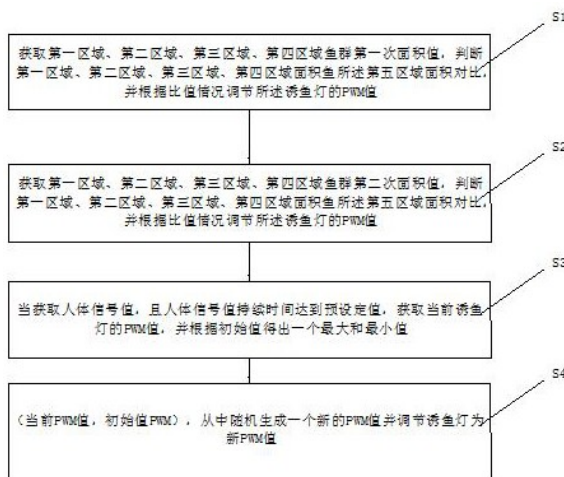 S1
获取第一区域、第二区域、第三区域、第四区域鱼群第一次面积值，判断
第一区域、第二区域、第三区域、第四区域面积鱼所述第五区域面积对比，
并根据比值情况调节所述诱鱼灯的PWM值
S2
获取第一区域、第二区域、第三区域、第四区域鱼群第二次面积值，判断
第一区域、第二区域、第三区域、第四区域面积鱼所述第五区域面积对比，
并根据比值情况调节所述诱鱼灯的PWM值
S3
当获取人体信号值，且人体信号值持续时间达到预设定值，获取当前诱鱼
灯的PWM值，并根据初始值得出一个最大和最小值
S4
（当前PWM值，初始值PWM），从中随机生成一个新的PWM值并调节诱鱼灯为
新PWM值